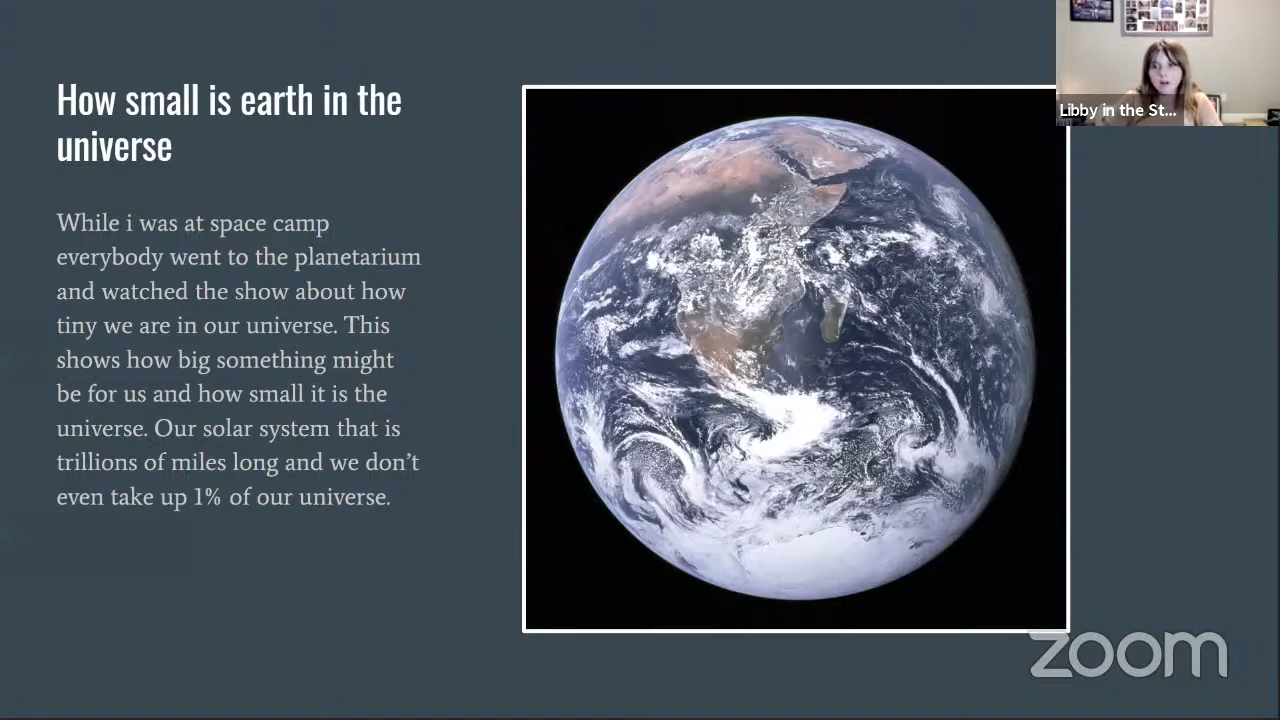 How small is earth in the
universe
While i was at space camp
everybody went to the planetarium
and watched the show about how
tiny we are in our universe. This
shows how big something might
be for us and how small it is the
universe. Our solar system that is
trillions of miles long and we don’t
even take up 1% of our universe.
Libby in the St...
zoom